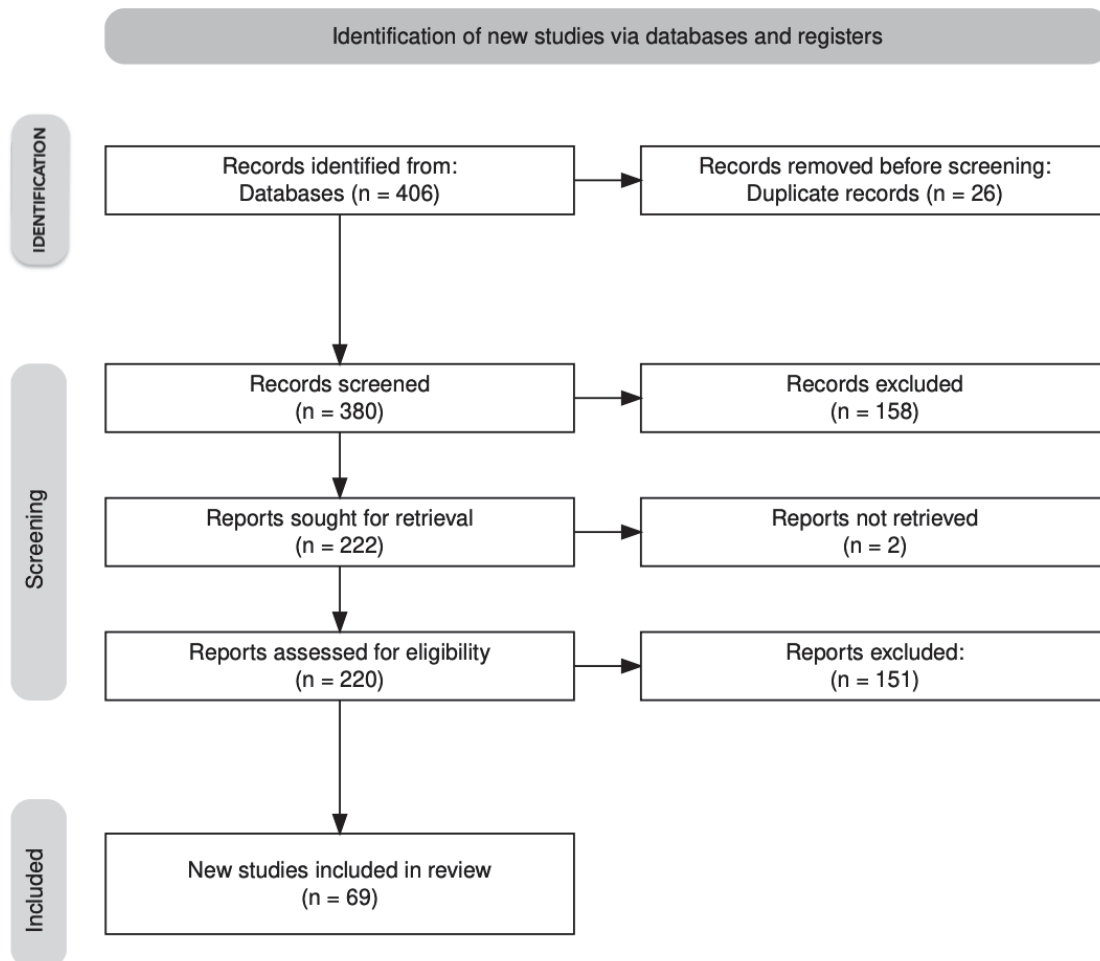 Identification of new studies via databases and registers
IDENTIFICATION
Records identified from:
Databases (n = 406)
Records removed before screening:
Duplicate records (n = 26)
Screening
Records screened
(n = 380)
Records excluded
(n = 158)
Reports sought for retrieval
(n = 222)
Reports not retrieved
(n = 2)
Reports assessed for eligibility
(n = 220)
Reports excluded:
(n = 151)
Included
New studies included in review
(n = 69)